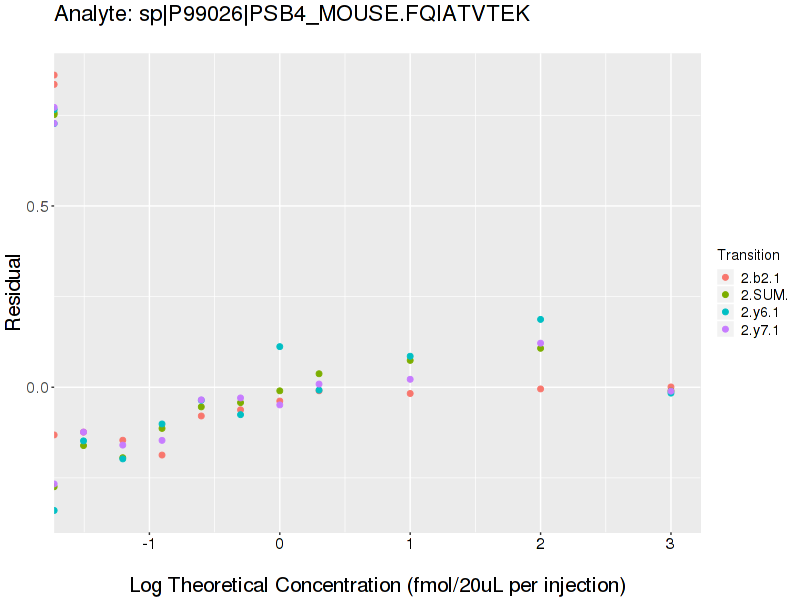 Analyte: sp|P99026|PSB4_MOUSE.FQIATVTEK
Residual
0.5
0.0
-1
0
1
2
3
Log Theoretical Concentration (fmol/20uL per injection)
Transition
2.b2.1
2.SUM.
2.y6.1
2.y7.1